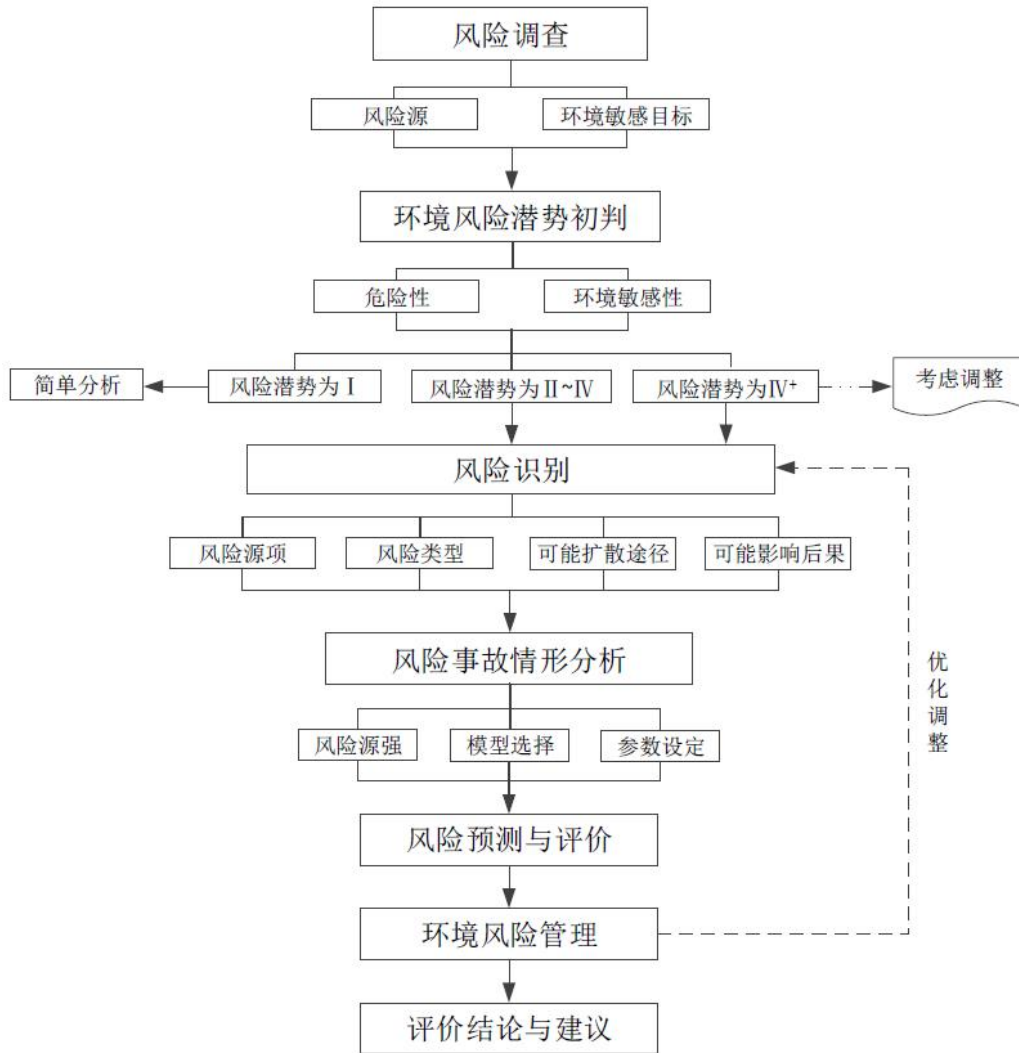 风险调查
风险源
环境敏感目标
环境风险潜势初判
危险性
环境敏感性
简单分析
风险潜势为Ⅰ
风险潜势为Ⅱ~Ⅳ
风险潜势为Ⅳ⁺
考虑调整
风险识别
风险源项
风险类型
可能扩散途径
可能影响后果
风险事故情形分析
风险源强
模型选择
参数设定
优化调整
风险预测与评价
环境风险管理
评价结论与建议